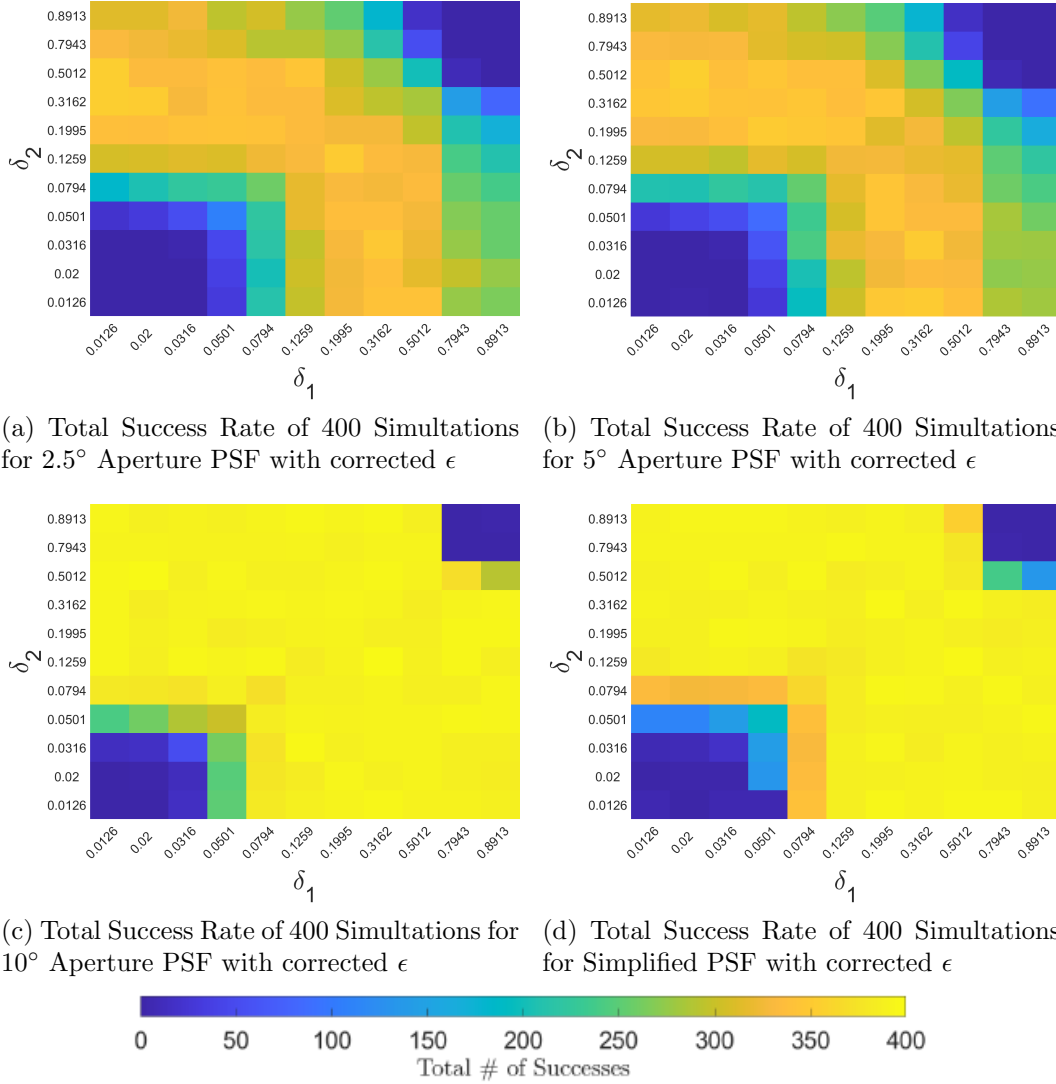 0.8913
0.7943
0.5012
0.3162
0.1995
0.1259
0.0794
0.0501
0.0316
0.02
0.0126
δ2
0.0126 0.02 0.0316 0.0501 0.0794 0.1259 0.1995 0.3162 0.5012 0.7943 0.8913
δ1
(a) Total Success Rate of 400 Simultations
for 2.5° Aperture PSF with corrected ϵ
0.8913
0.7943
0.5012
0.3162
0.1995
0.1259
0.0794
0.0501
0.0316
0.02
0.0126
δ2
0.0126 0.02 0.0316 0.0501 0.0794 0.1259 0.1995 0.3162 0.5012 0.7943 0.8913
δ1
(b) Total Success Rate of 400 Simultations
for 5° Aperture PSF with corrected ϵ
0.8913
0.7943
0.5012
0.3162
0.1995
0.1259
0.0794
0.0501
0.0316
0.02
0.0126
δ2
0.0126 0.02 0.0316 0.0501 0.0794 0.1259 0.1995 0.3162 0.5012 0.7943 0.8913
δ1
(c) Total Success Rate of 400 Simultations for
10° Aperture PSF with corrected ϵ
0.8913
0.7943
0.5012
0.3162
0.1995
0.1259
0.0794
0.0501
0.0316
0.02
0.0126
δ2
0.0126 0.02 0.0316 0.0501 0.0794 0.1259 0.1995 0.3162 0.5012 0.7943 0.8913
δ1
(d) Total Success Rate of 400 Simultations
for Simplified PSF with corrected ϵ
0 50 100 150 200 250 300 350 400
Total # of Successes